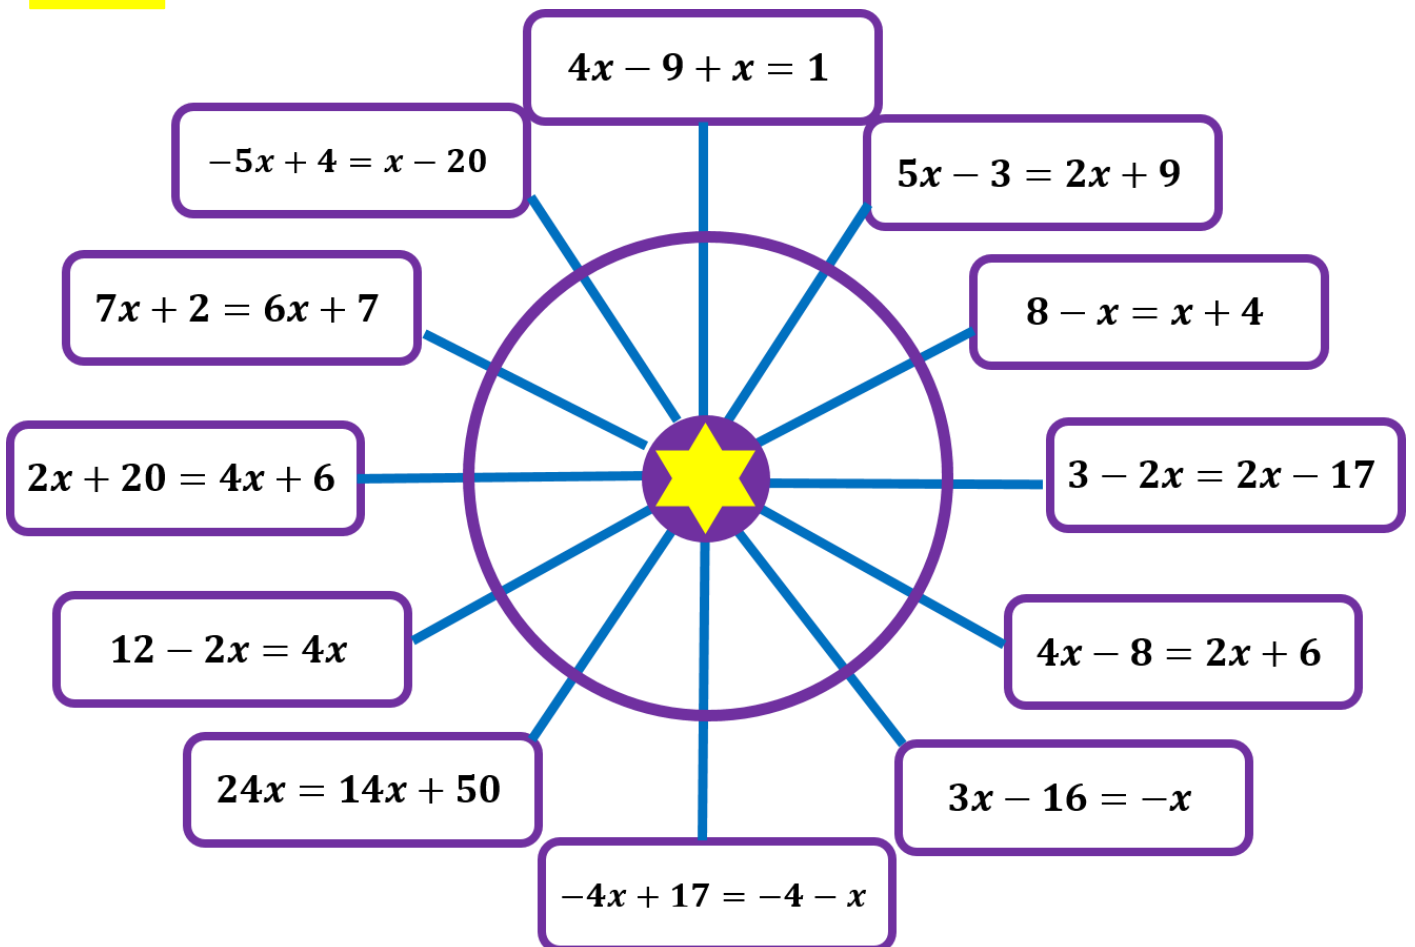 4x − 9 + x = 1
−5x + 4 = x − 20
5x − 3 = 2x + 9
7x + 2 = 6x + 7
8 − x = x + 4
2x + 20 = 4x + 6
3 − 2x = 2x − 17
12 − 2x = 4x
4x − 8 = 2x + 6
24x = 14x + 50
3x − 16 = −x
−4x + 17 = −4 − x